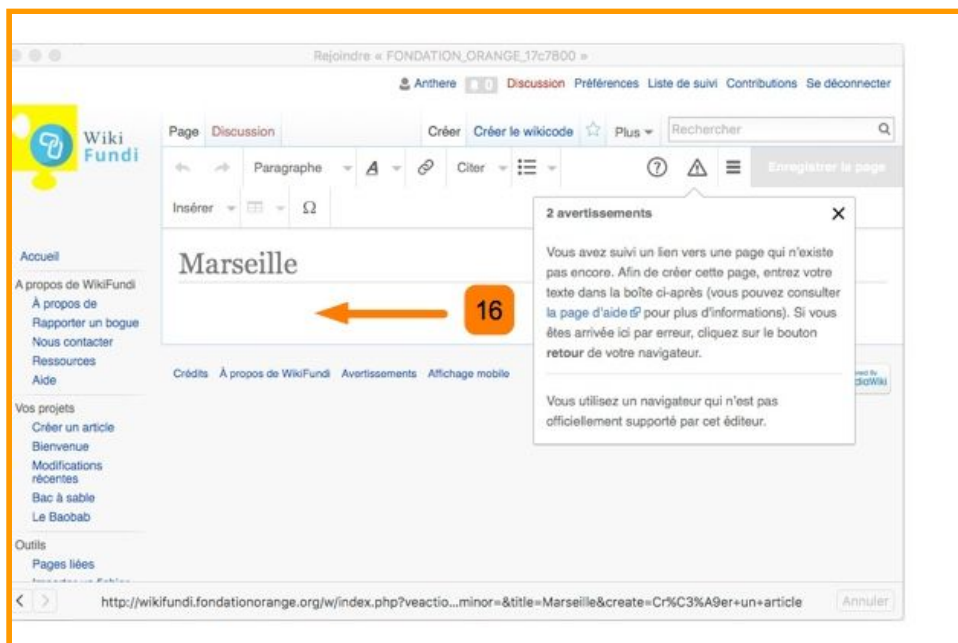 Rejoindre « FONDATION_ORANGE_17c7800 »
Anthere 0 Discussion Préférences Liste de suivi Contributions Se déconnecter
Wiki
Fundi
Page Discussion Créer Créer le wikicode Plus Rechercher
Paragraphe A Citer Enregistrer la page
Insérer Ω
2 avertissements
Vous avez suivi un lien vers une page qui n'existe
pas encore. Afin de créer cette page, entrez votre
texte dans la boîte ci-après (vous pouvez consulter
la page d'aide pour plus d'informations). Si vous
êtes arrivée ici par erreur, cliquez sur le bouton
retour de votre navigateur.
Vous utilisez un navigateur qui n'est pas
officiellement supporté par cet éditeur.
Marseille
16
Crédits À propos de WikiFundi Avertissements Affichage mobile
Accueil
A propos de WikiFundi
À propos de
Rapporter un bogue
Nous contacter
Ressources
Aide
Vos projets
Créer un article
Bienvenue
Modifications
récentes
Bac à sable
Le Baobab
Outils
Pages liées
http://wikifundi.fondationorange.org/w/index.php?veactio...minor=&title=Marseille&create=Cr%C3%A9er+un+article Annuler